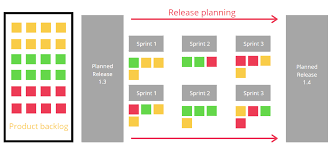 Release planning
Product backlog
Planned
Release
1.3
Sprint 1
Sprint 2
Sprint 3
Sprint 1
Sprint 2
Sprint 3
Planned
Release
1.4